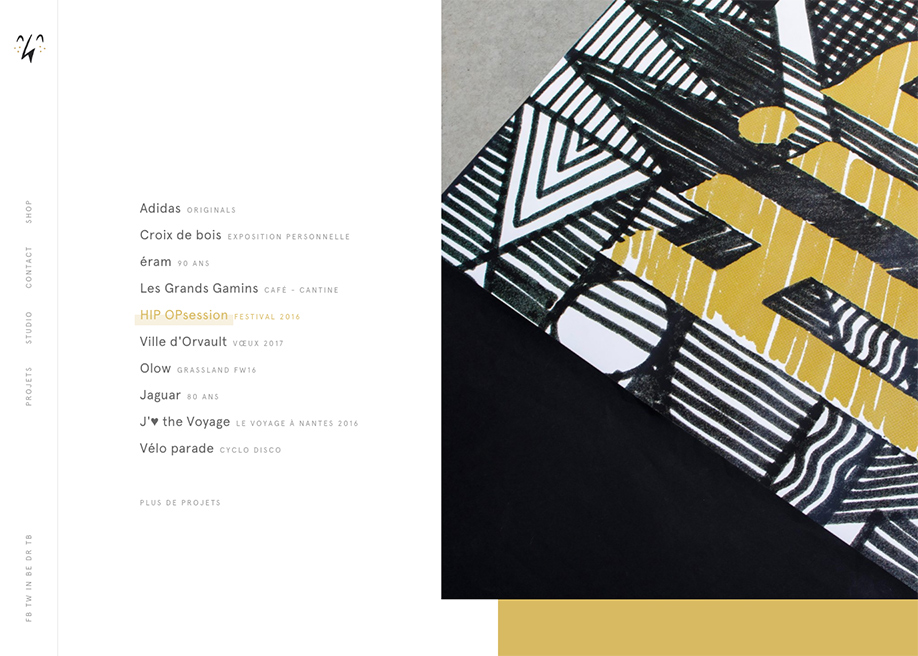 SHOP
CONTACT
STUDIO
PROJETS
FB TW IN BE DR TB
Adidas ORIGINALS
Croix de bois EXPOSITION PERSONNELLE
éram 90 ANS
Les Grands Gamins CAFÉ - CANTINE
HIP OPsession FESTIVAL 2016
Ville d'Orvault VŒUX 2017
Olow GRASSLAND FW16
Jaguar 80 ANS
J'♥ the Voyage LE VOYAGE À NANTES 2016
Vélo parade CYCLO DISCO
PLUS DE PROJETS